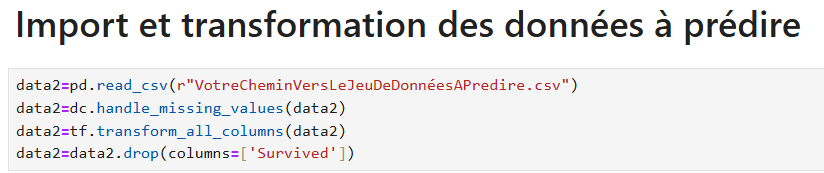 Import et transformation des données à prédire
data2=pd.read_csv(r"VotreCheminVersLeJeuDeDonnéesAPredire.csv")
data2=dc.handle_missing_values(data2)
data2=tf.transform_all_columns(data2)
data2=data2.drop(columns=['Survived'])